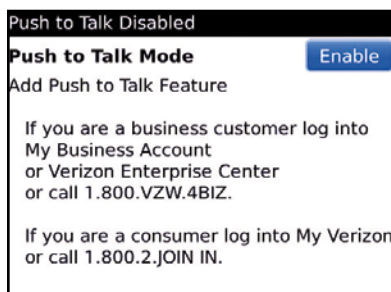 Push to Talk Disabled
Push to Talk Mode
Enable
Add Push to Talk Feature
If you are a business customer log into
My Business Account
or Verizon Enterprise Center
or call 1.800.VZW.4BIZ.
If you are a consumer log into My Verizon
or call 1.800.2.JOIN IN.